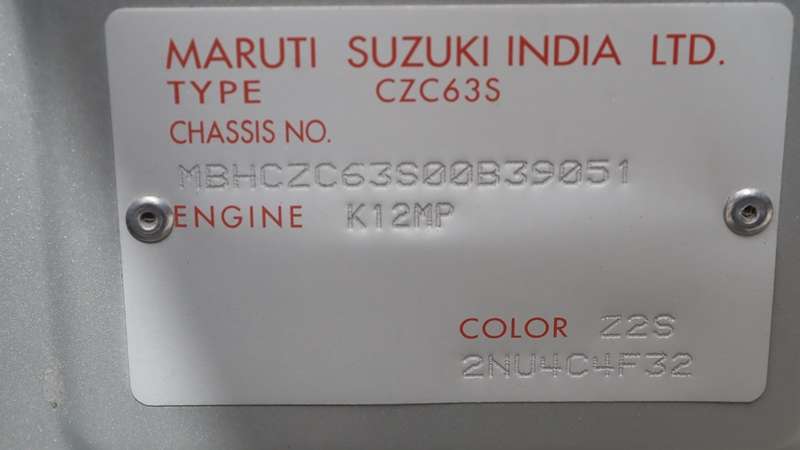 MARUTI SUZUKI INDIA LTD.
TYPE CZC63S
CHASSIS NO.
MBHCZC63S00B39051
ENGINE K12MP
COLOR Z2S
2NU4C4F32